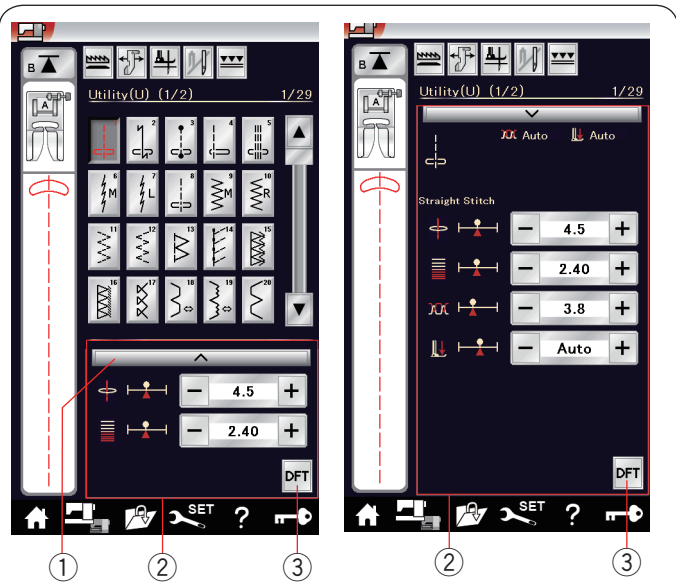 B
A
Utility(U) (1/2) 1/29
2 3 4 5
6 M 7 L 8 9 M 10 R
11 12 13 14 15
16 17 18 19 20
4.5
2.40
DFT
SET
?
1 2 3
B
A
Utility(U) (1/2) 1/29
Auto Auto
Straight Stitch
4.5
2.40
3.8
Auto
DFT
SET
?
2 3